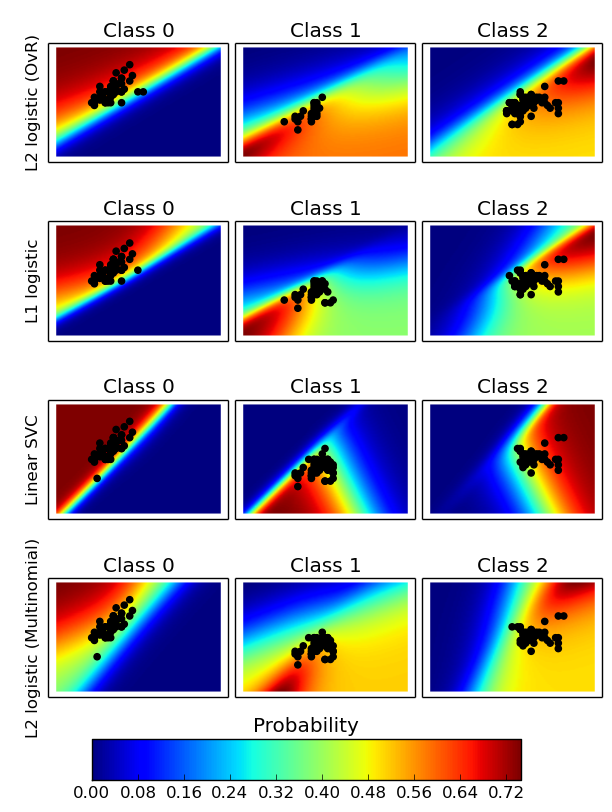 Class 0
Class 1
Class 2
L2 logistic (OvR)
Class 0
Class 1
Class 2
L1 logistic
Class 0
Class 1
Class 2
Linear SVC
Class 0
Class 1
Class 2
L2 logistic (Multinomial)
Probability
0.00 0.08 0.16 0.24 0.32 0.40 0.48 0.56 0.64 0.72